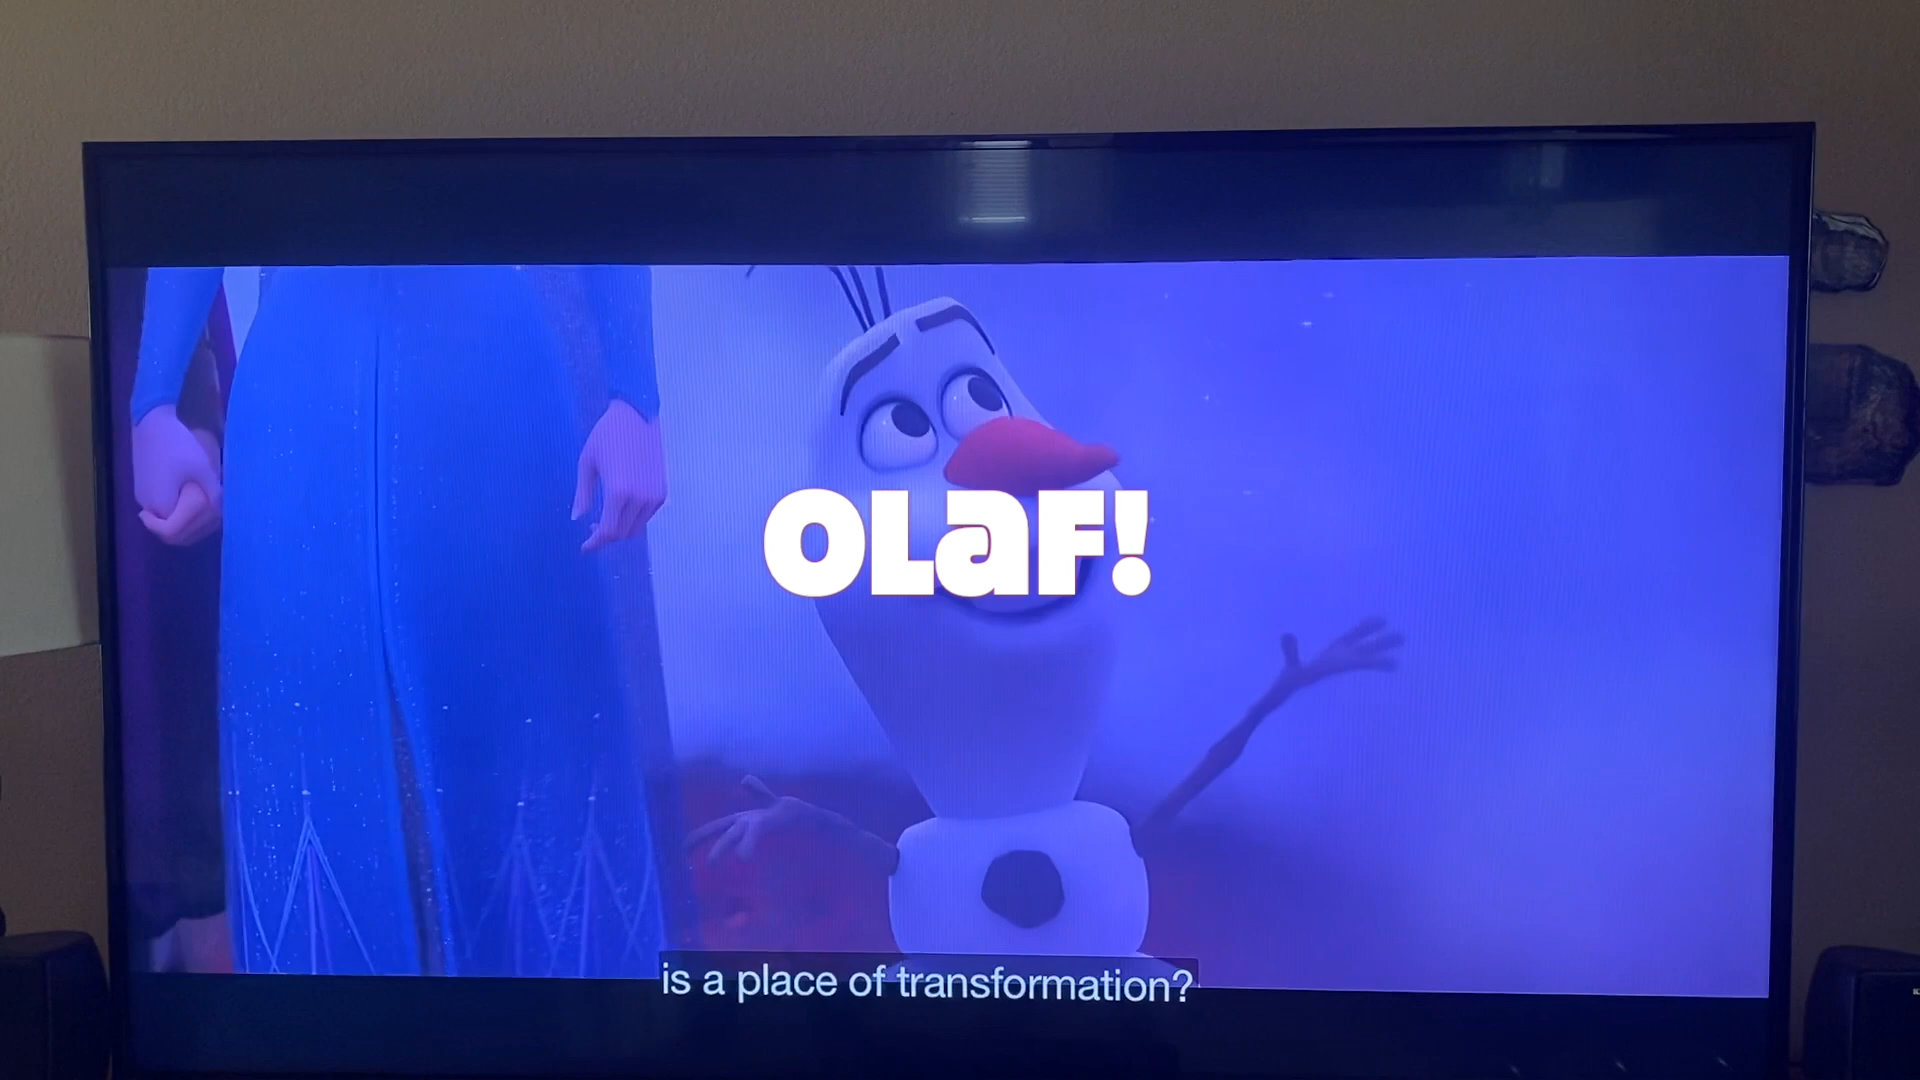 OLaF!
is a place of transformation?